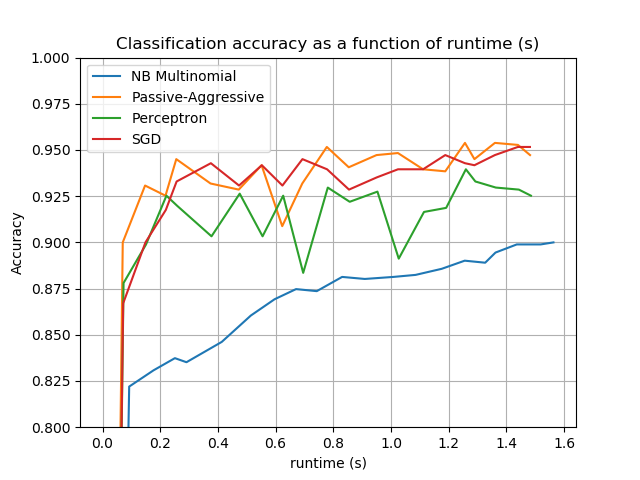 Classification accuracy as a function of runtime (s)
1.000
0.975
0.950
0.925
0.900
0.875
0.850
0.825
0.800
Accuracy
NB Multinomial
Passive-Aggressive
Perceptron
SGD
0.0 0.2 0.4 0.6 0.8 1.0 1.2 1.4 1.6
runtime (s)